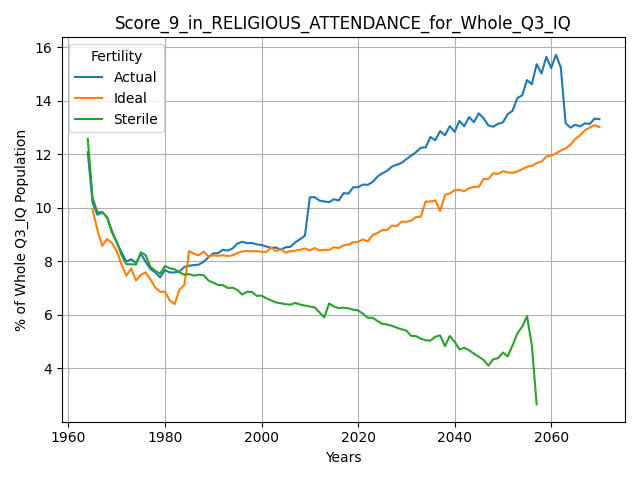 Score_9_in_RELIGIOUS_ATTENDANCE_for_Whole_Q3_IQ
Fertility
Actual
Ideal
Sterile
% of Whole Q3_IQ Population
16
14
12
10
8
6
4
1960 1980 2000 2020 2040 2060
Years